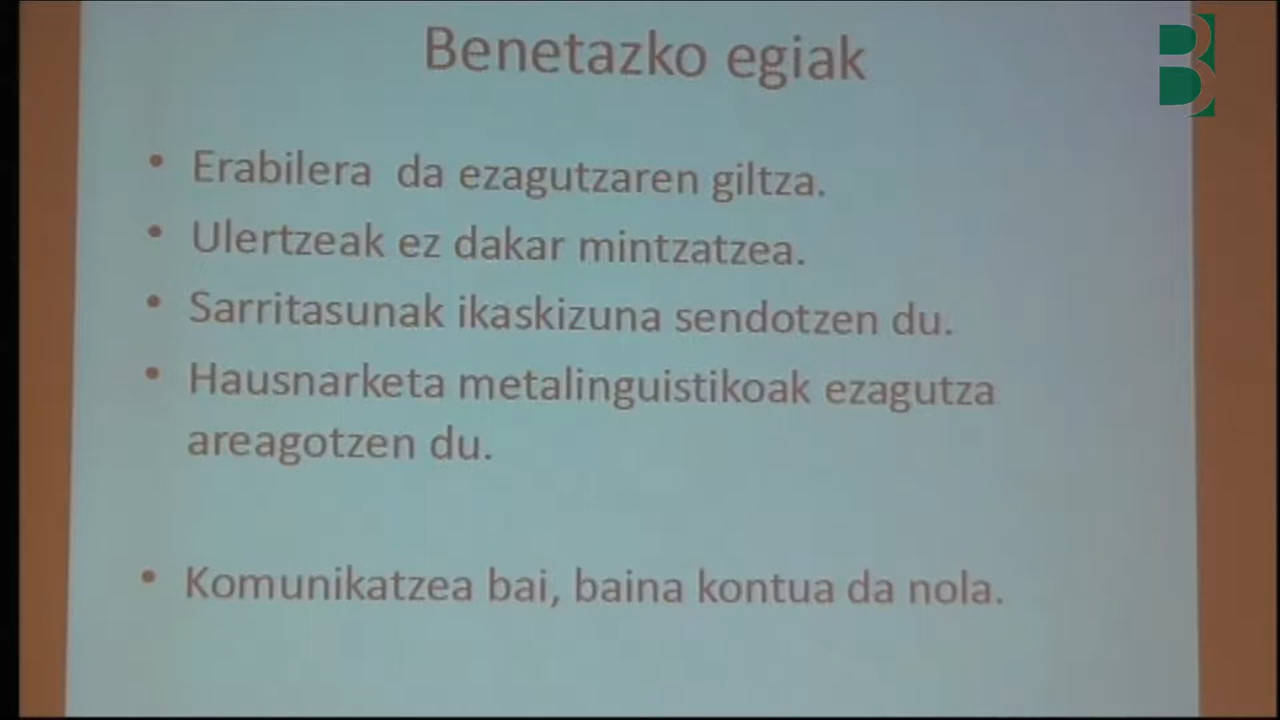 Benetazko egiak
• Erabilera da ezagutzaren giltza.
• Ulertzeak ez dakar mintzatzea.
• Sarritasunak ikaskizuna sendotzen du.
• Hausnarketa metalinguistikoak ezagutza
areagotzen du.
• Komunikatzea bai, baina kontua da nola.
B